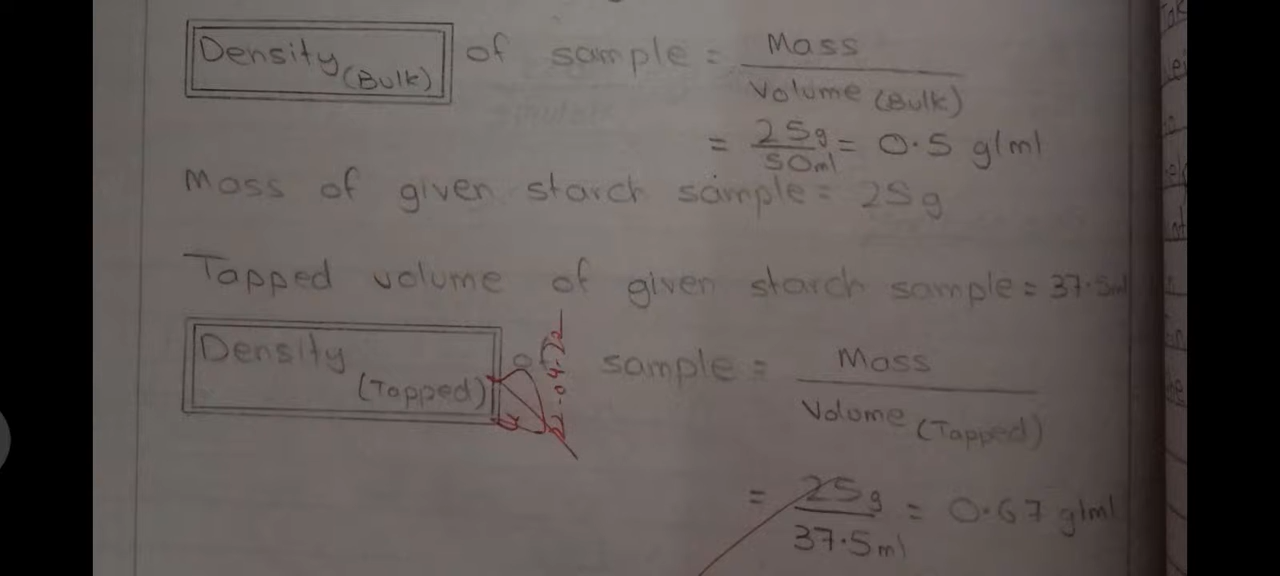 Density (Bulk) of sample = Mass
Volume (Bulk)
= 25g = 0.5 g/ml
50ml
Mass of given starch sample = 25g
Tapped volume of given starch sample = 37.5ml
Density (Tapped) of sample = Mass
Volume (Tapped)
= 25g = 0.67 g/ml
37.5ml